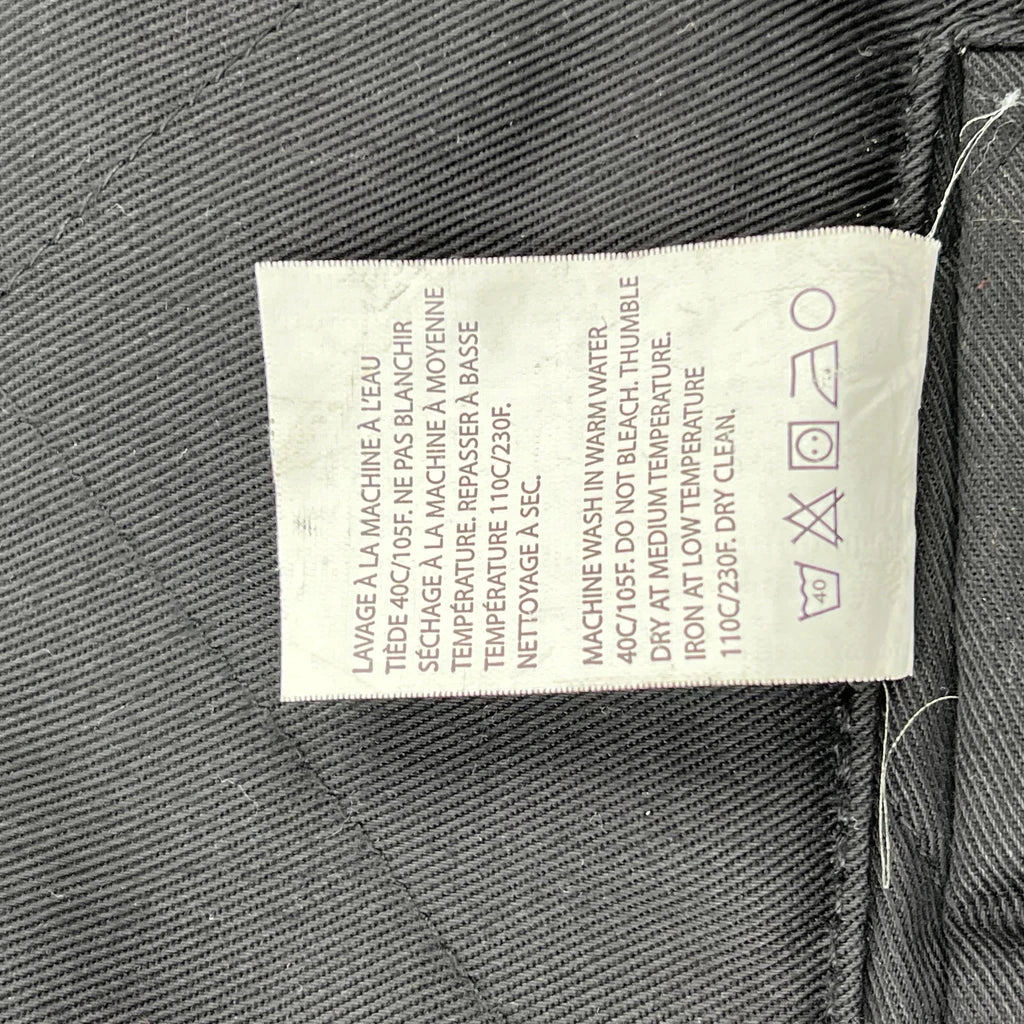 LAVAGE À LA MACHINE À L'EAU
TIÈDE 40C/105F. NE PAS BLANCHIR
SÉCHAGE À LA MACHINE À MOYENNE
TEMPÉRATURE. REPASSER À BASSE
TEMPÉRATURE 110C/230F.
NETTOYAGE À SEC.
MACHINE WASH IN WARM WATER
40C/105F. DO NOT BLEACH. THUMBLE
DRY AT MEDIUM TEMPERATURE.
IRON AT LOW TEMPERATURE
110C/230F. DRY CLEAN.
40